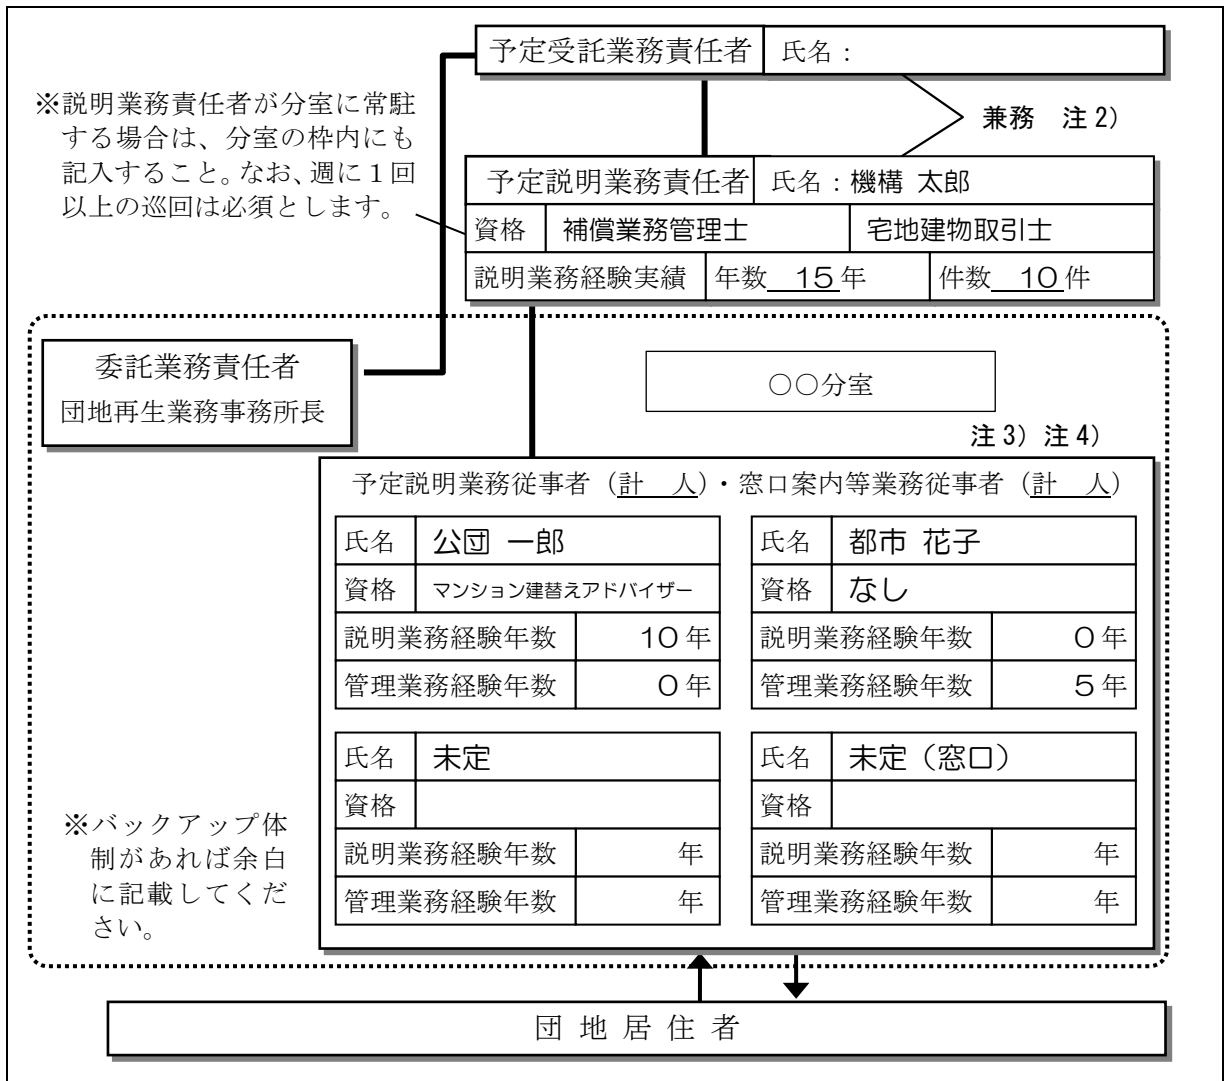 予定受託業務責任者 氏名：
※説明業務責任者が分室に常駐
する場合は、分室の枠内にも
記入すること。なお、週に１回
以上の巡回は必須とします。
兼務 注2）
予定説明業務責任者 氏名：機構 太郎
資格 補償業務管理士 宅地建物取引士
説明業務経験実績 年数 15年 件数 10件
委託業務責任者
団地再生業務事務所長
○○分室
注3）注4）
予定説明業務従事者（計 人）・窓口案内等業務従事者（計 人）
氏名 公団 一郎
資格 マンション建替えアドバイザー
説明業務経験年数 10年
管理業務経験年数 0年
氏名 都市 花子
資格 なし
説明業務経験年数 0年
管理業務経験年数 5年
氏名 未定
資格
説明業務経験年数 年
管理業務経験年数 年
氏名 未定（窓口）
資格
説明業務経験年数 年
管理業務経験年数 年
※バックアップ体
制があれば余白
に記載してくだ
さい。
団地居住者